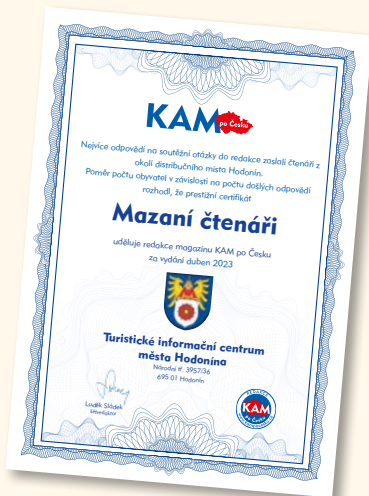 KAM po Česku
Nejvíce odpovědí na soutěžní otázky do redakce zaslali čtenáři z
okolí distribučního místa Hodonín.
Poměr počtu obyvatel v závislosti na počtu došlých odpovědí
rozhodl, že prestižní certifikát
Mazaní čtenáři
uděluje redakce magazínu KAM po Česku
za vydání duben 2023
Turistické informační centrum
města Hodonína
Národní tř. 3957/36
695 01 Hodonín
Luděk Sládek
šéfredaktor
KAM
po Česku